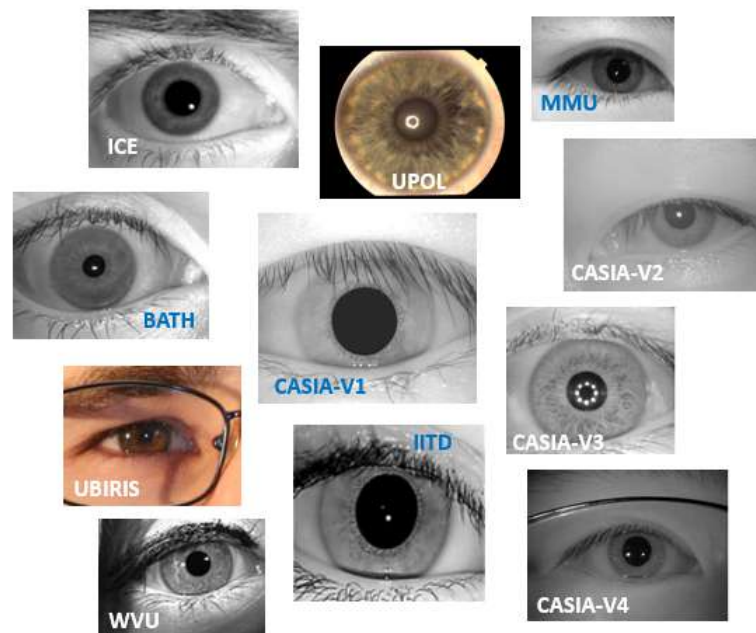 ICE
UPOL
MMU
BATH
CASIA-V1
CASIA-V2
UBIRIS
IITD
CASIA-V3
WVU
CASIA-V4